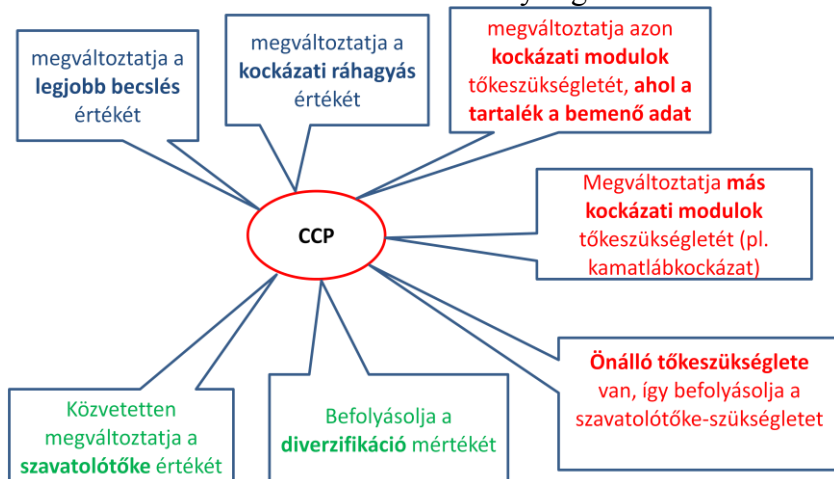 megváltoztatja a
legjobb becslés
értékét
megváltoztatja a
kockázati ráhagyás
értékét
megváltoztatja azon
kockázati modulok
tőkeszükségletét, ahol a
tartalék a bemenő adat
CCP
Megváltoztatja más
kockázati modulok
tőkeszükségletét (pl.
kamatlábkockázat)
Közvetetten
megváltoztatja a
szavatolótőke értékét
Befolyásolja a
diverzifikáció mértékét
Önálló tőkeszükséglete
van, így befolyásolja a
szavatolótőke-szükségletet